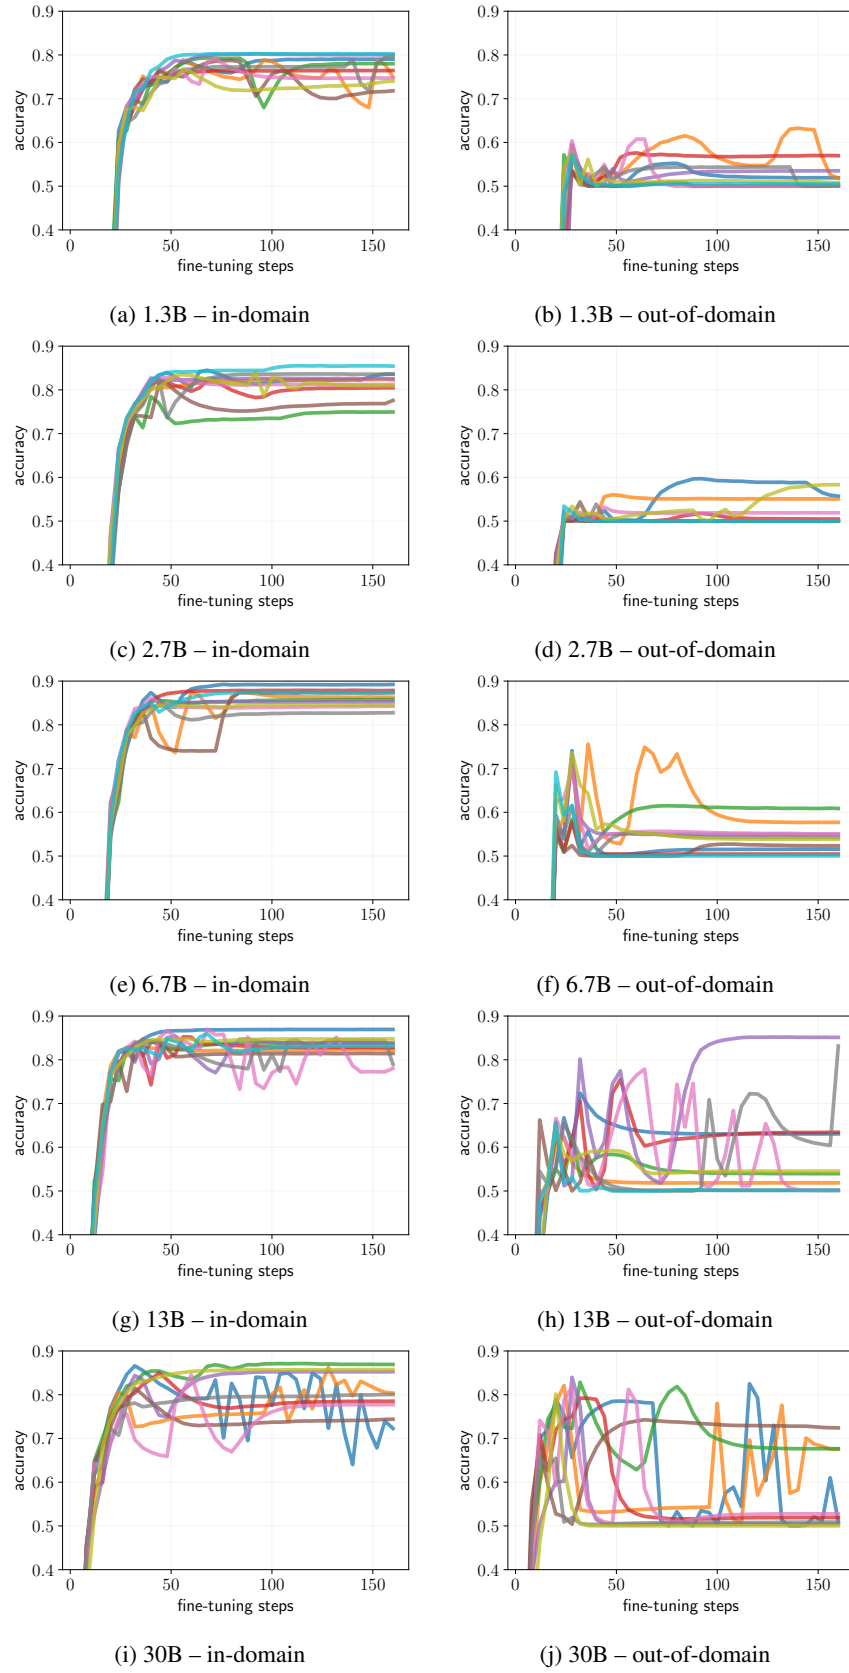 0.9 0.9
0.8 0.8
0.7 0.7
0.6 0.6
0.5 0.5
0.4 0.4
accuracy accuracy
0 50 100 150 0 50 100 150
fine-tuning steps fine-tuning steps
(a) 1.3B – in-domain (b) 1.3B – out-of-domain
0.9 0.9
0.8 0.8
0.7 0.7
0.6 0.6
0.5 0.5
0.4 0.4
accuracy accuracy
0 50 100 150 0 50 100 150
fine-tuning steps fine-tuning steps
(c) 2.7B – in-domain (d) 2.7B – out-of-domain
0.9 0.9
0.8 0.8
0.7 0.7
0.6 0.6
0.5 0.5
0.4 0.4
accuracy accuracy
0 50 100 150 0 50 100 150
fine-tuning steps fine-tuning steps
(e) 6.7B – in-domain (f) 6.7B – out-of-domain
0.9 0.9
0.8 0.8
0.7 0.7
0.6 0.6
0.5 0.5
0.4 0.4
accuracy accuracy
0 50 100 150 0 50 100 150
fine-tuning steps fine-tuning steps
(g) 13B – in-domain (h) 13B – out-of-domain
0.9 0.9
0.8 0.8
0.7 0.7
0.6 0.6
0.5 0.5
0.4 0.4
accuracy accuracy
0 50 100 150 0 50 100 150
fine-tuning steps fine-tuning steps
(i) 30B – in-domain (j) 30B – out-of-domain